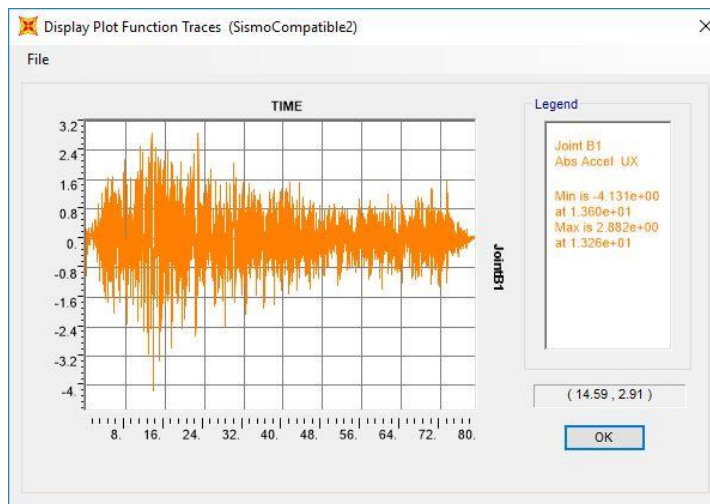 Display Plot Function Traces (SismoCompatible2)
File
TIME
3.2
2.4
1.6
0.8
0.
-0.8
-1.6
-2.4
-3.2
-4.
8. 16. 24. 32. 40. 48. 56. 64. 72. 80.
JointB1
Legend
Joint B1
Abs Accel UX
Min is -4.131e+00
at 1.360e+01
Max is 2.882e+00
at 1.326e+01
( 14.59 , 2.91 )
OK